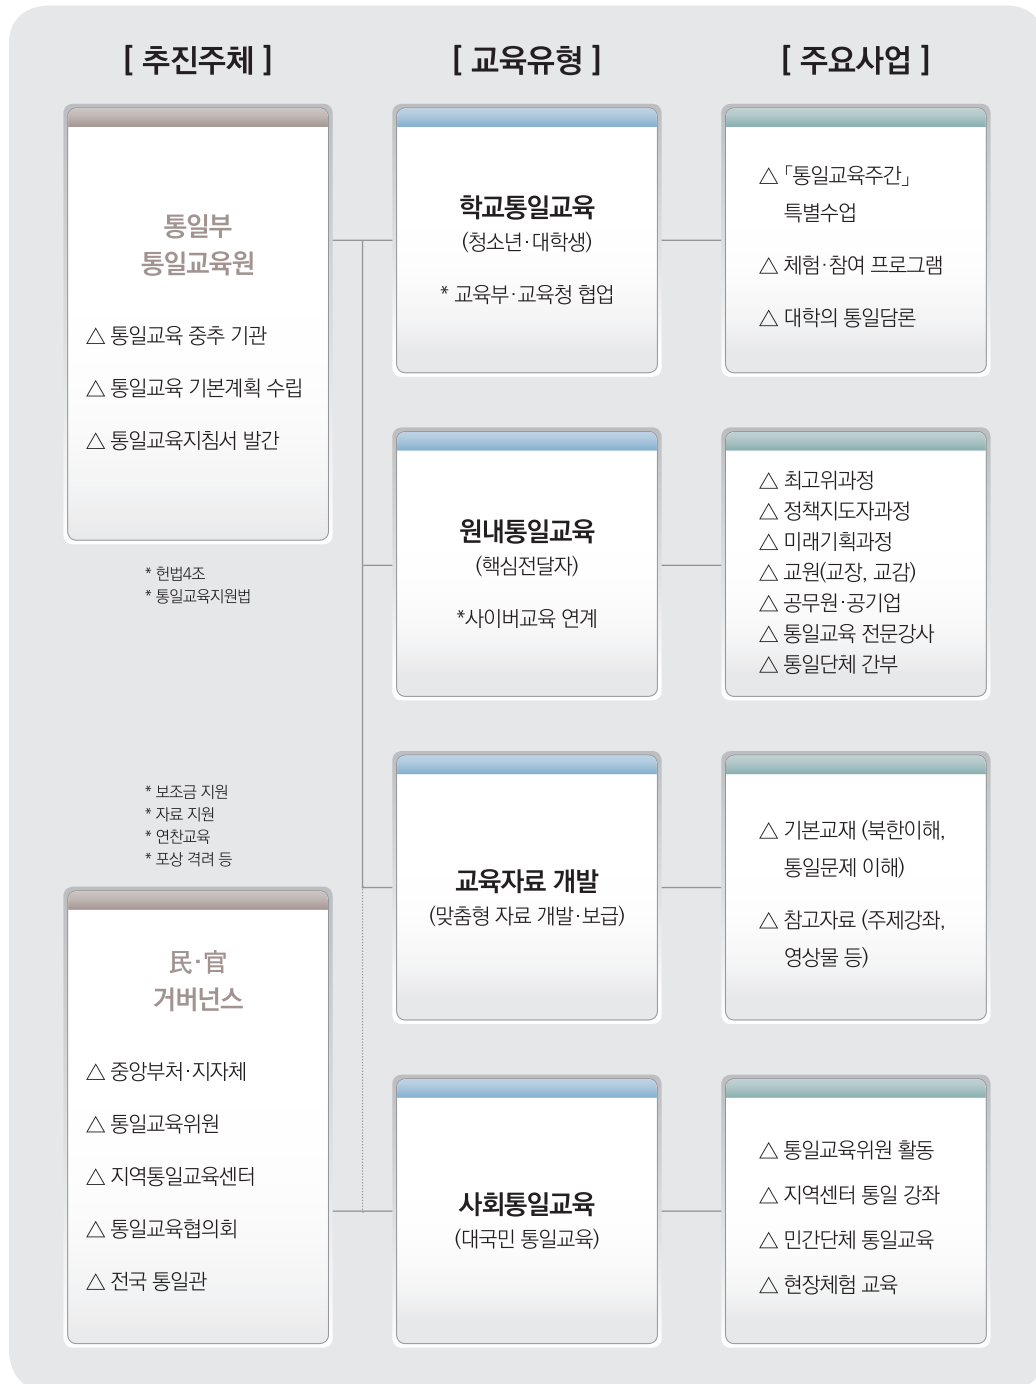 [ 추진주체 ]
[ 교육유형 ]
[ 주요사업 ]
통일부
통일교육원
△ 통일교육 중추 기관
△ 통일교육 기본계획 수립
△ 통일교육지침서 발간
* 헌법4조
* 통일교육지원법
* 보조금 지원
* 자료 지원
* 연찬교육
* 포상 격려 등
民·官
거버넌스
△ 중앙부처·지자체
△ 통일교육위원
△ 지역통일교육센터
△ 통일교육협의회
△ 전국 통일관
학교통일교육
(청소년·대학생)
* 교육부·교육청 협업
△ 「통일교육주간」
특별수업
△ 체험·참여 프로그램
△ 대학의 통일담론
원내통일교육
(핵심전달자)
*사이버교육 연계
△ 최고위과정
△ 정책지도자과정
△ 미래기획과정
△ 교원(교장, 교감)
△ 공무원·공기업
△ 통일교육 전문강사
△ 통일단체 간부
교육자료 개발
(맞춤형 자료 개발·보급)
△ 기본교재 (북한이해,
통일문제 이해)
△ 참고자료 (주제강좌,
영상물 등)
사회통일교육
(대국민 통일교육)
△ 통일교육위원 활동
△ 지역센터 통일 강좌
△ 민간단체 통일교육
△ 현장체험 교육